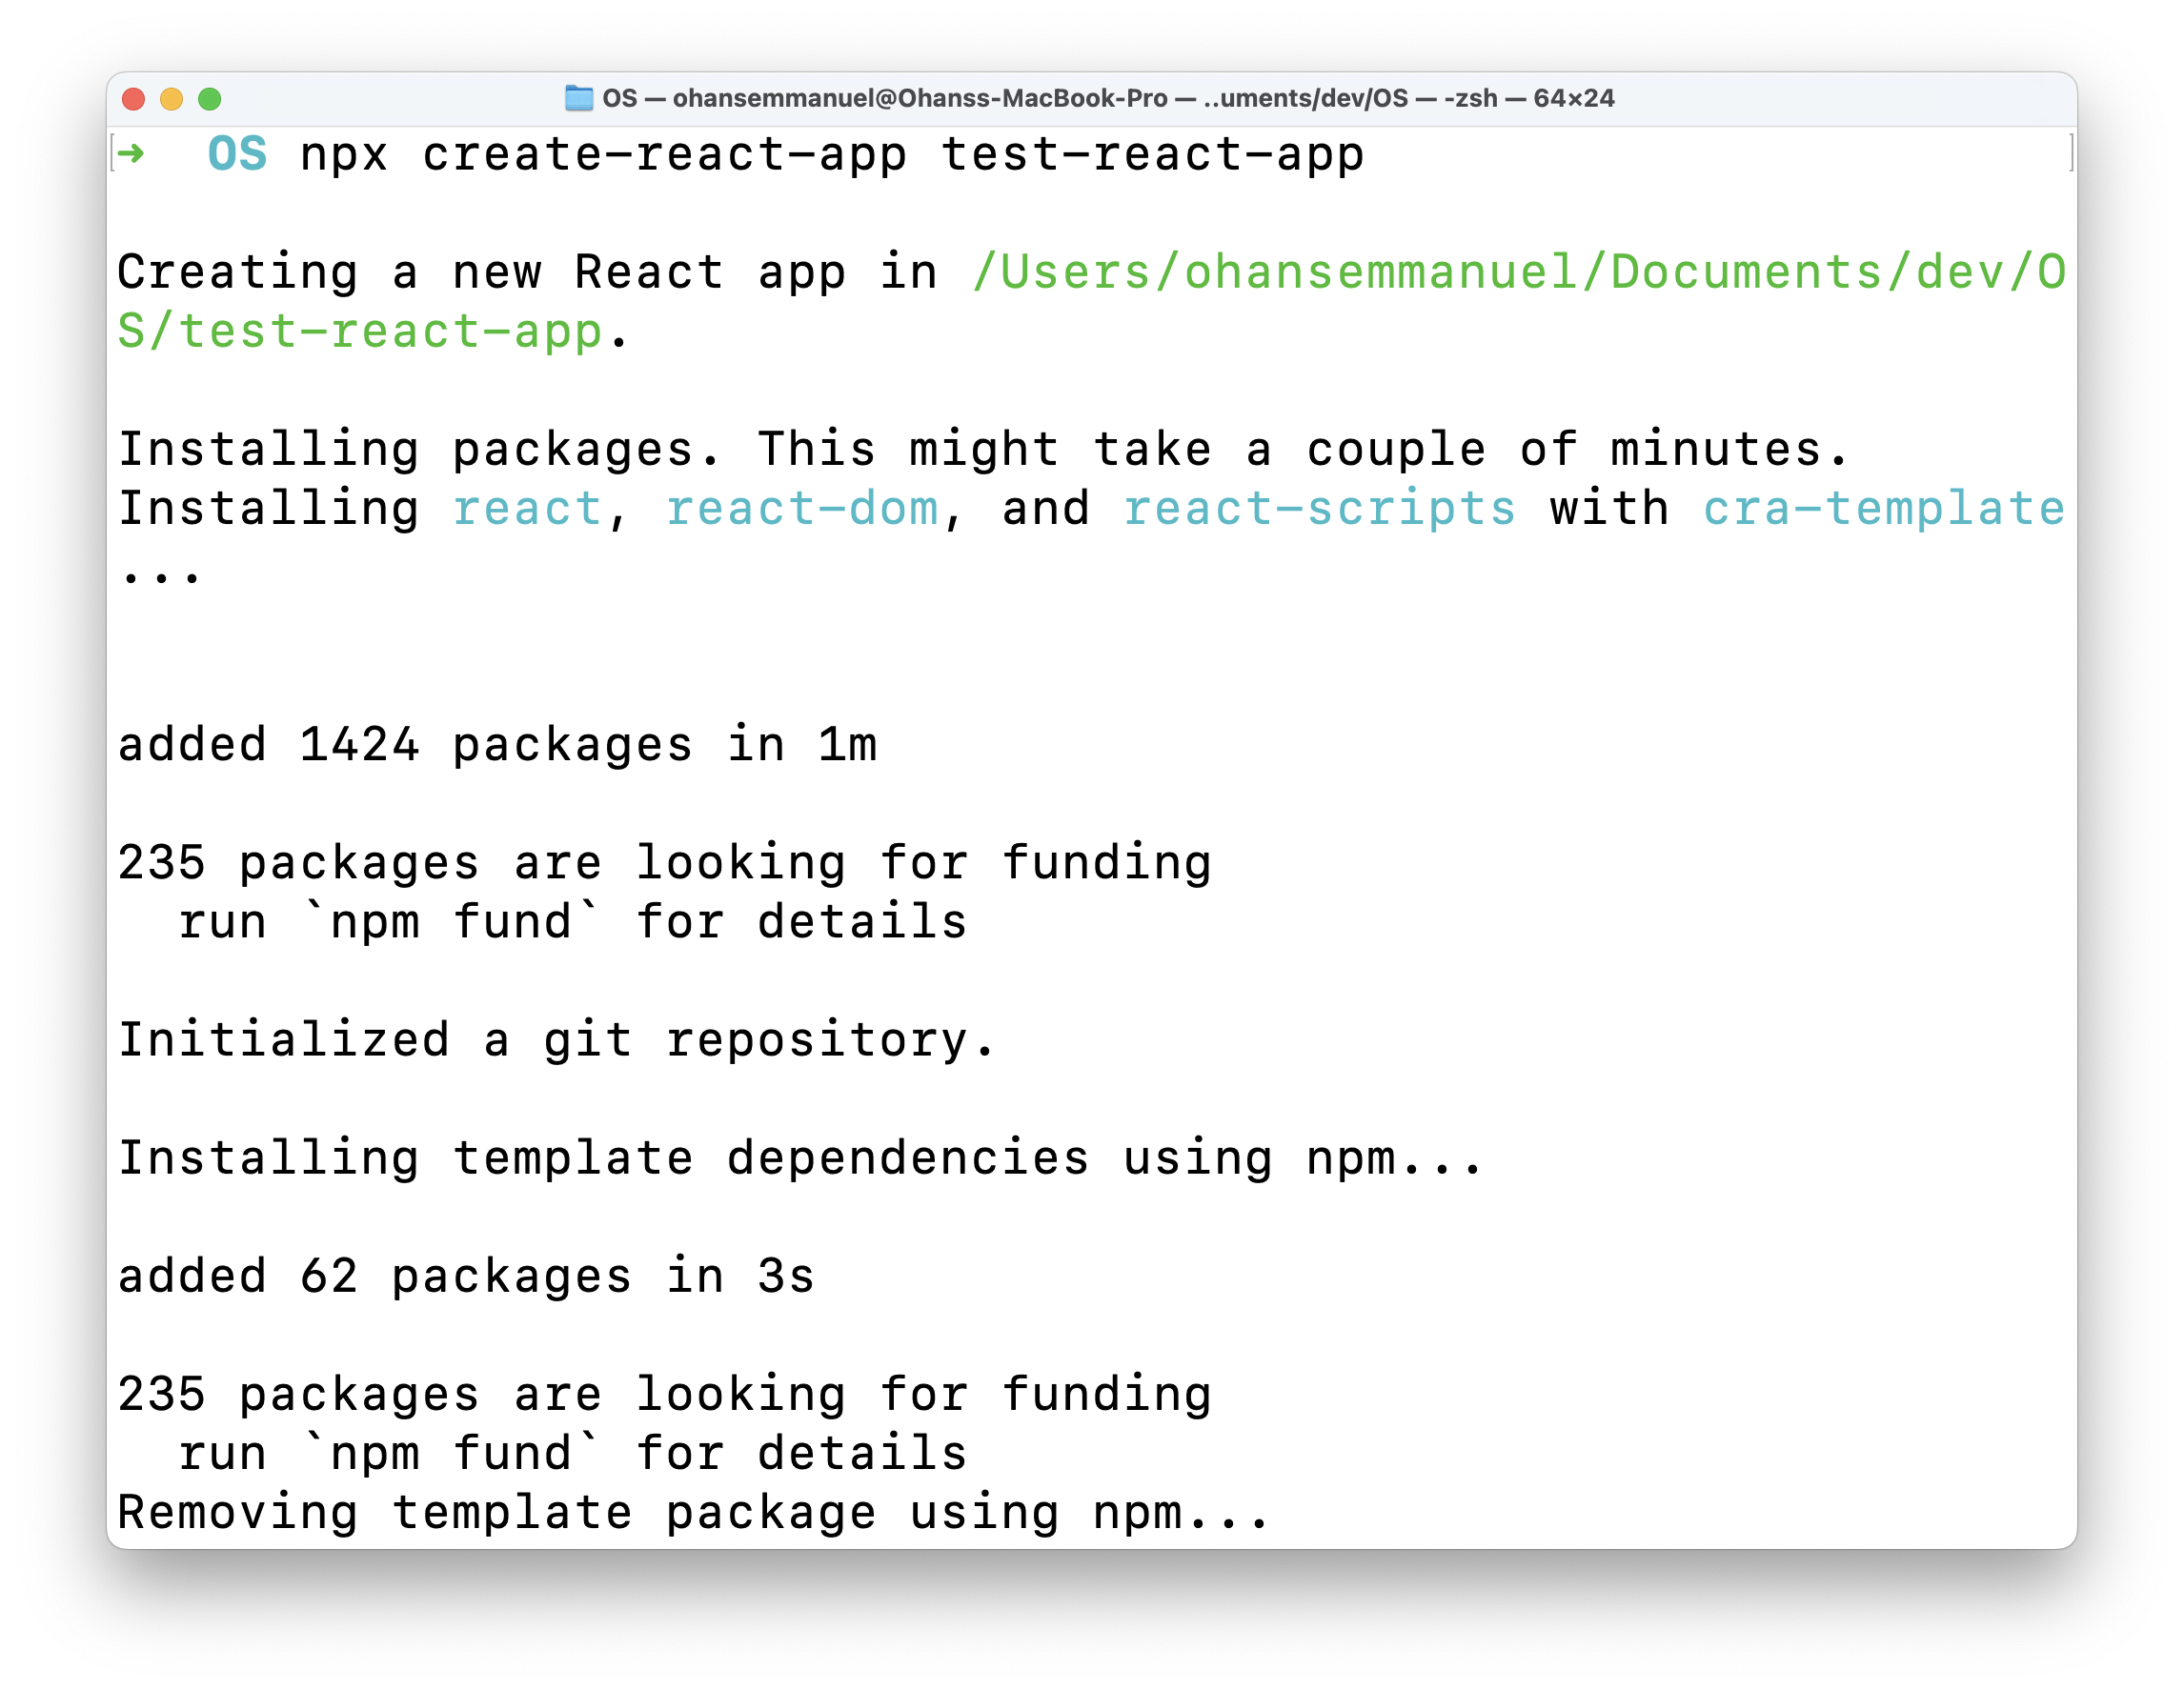 OS — ohansemmanuel@Ohanss-MacBook-Pro — ..uments/dev/OS — -zsh — 64×24
[➜  OS npx create-react-app test-react-app ]
Creating a new React app in /Users/ohansemmanuel/Documents/dev/O
S/test-react-app.
Installing packages. This might take a couple of minutes.
Installing react, react-dom, and react-scripts with cra-template
...
added 1424 packages in 1m
235 packages are looking for funding
  run `npm fund` for details
Initialized a git repository.
Installing template dependencies using npm...
added 62 packages in 3s
235 packages are looking for funding
  run `npm fund` for details
Removing template package using npm...